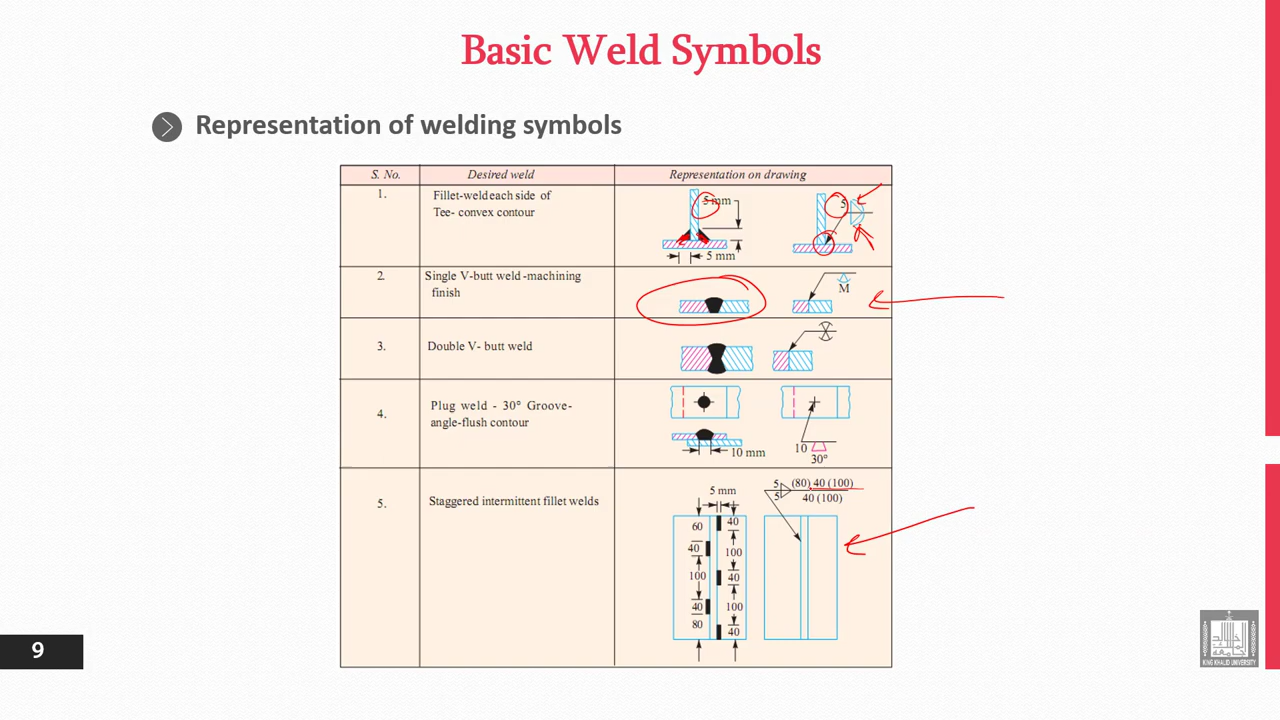 Basic Weld Symbols
Representation of welding symbols
S. No. Desired weld Representation on drawing
1. Fillet-weld each side of
Tee- convex contour
5 mm
5 mm
5
2. Single V-butt weld -machining
finish
M
3. Double V- butt weld
4. Plug weld - 30° Groove-
angle-flush contour
10 mm
10
30°
5. Staggered intermittent fillet welds
5 mm
60
40
100
40
80
40
100
40
100
40
5 (80) 40 (100)
5 40 (100)
9
KING KHALID UNIVERSITY